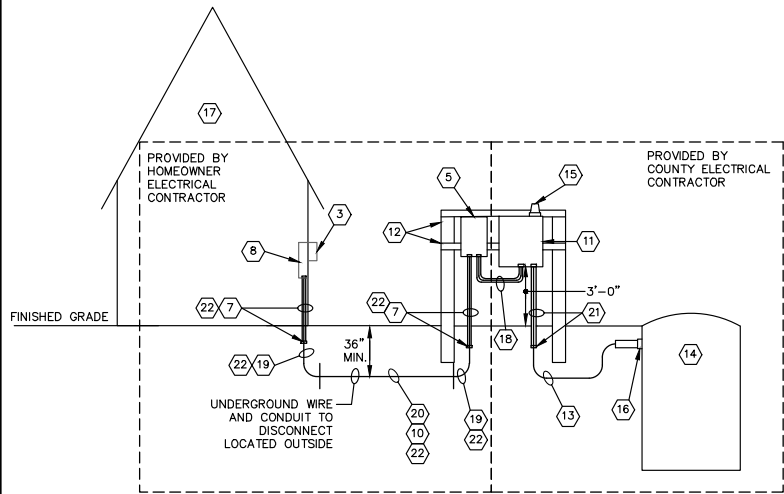 17
PROVIDED BY
HOMEOWNER
ELECTRICAL
CONTRACTOR
PROVIDED BY
COUNTY ELECTRICAL
CONTRACTOR
5
15
3
12
8
11
3'-0"
22 7
22
7
21
18
FINISHED GRADE
36"
MIN.
14
22 19
UNDERGROUND WIRE
AND CONDUIT TO
DISCONNECT
LOCATED OUTSIDE
20
10
22
19
22
13
16